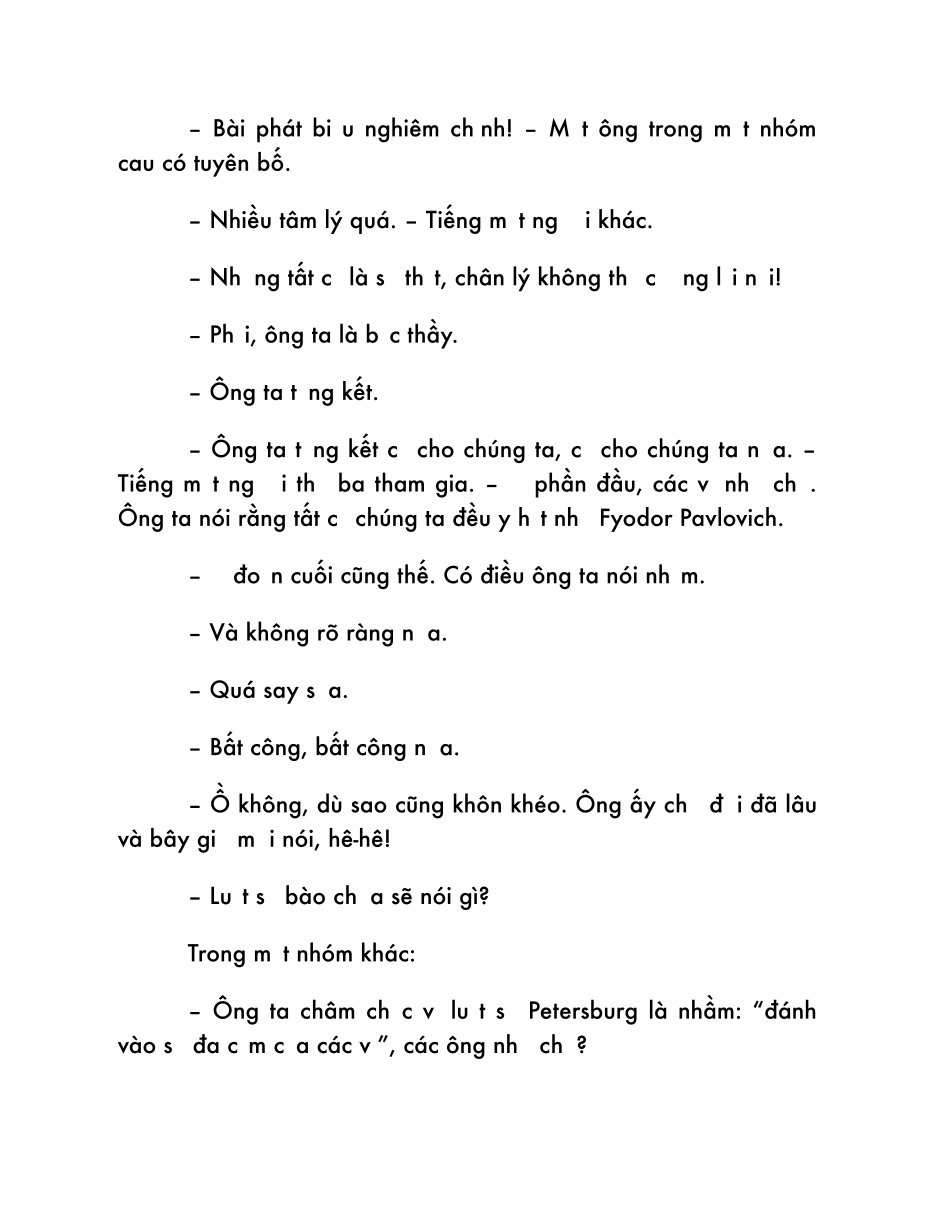 – Bài phát bi u nghiêm ch nh! – M t ông trong m t nhóm
cau có tuyên bố.
– Nhiều tâm lý quá. – Tiếng m t ng i khác.
– Nh ng tất c là s th t, chân lý không th c ng l i n i!
– Ph i, ông ta là b c thầy.
– Ông ta t ng kết.
– Ông ta t ng kết c cho chúng ta, c cho chúng ta n a. –
Tiếng m t ng i th ba tham gia. – phần đầu, các v nh ch .
Ông ta nói rằng tất c chúng ta đều y h t nh Fyodor Pavlovich.
– đo n cuối cũng thế. Có điều ông ta nói nh m.
– Và không rõ ràng n a.
– Quá say s a.
– Bất công, bất công n a.
– Ồ không, dù sao cũng khôn khéo. Ông ấy ch đ i đã lâu
và bây gi m i nói, hê-hê!
– Lu t s bào ch a sẽ nói gì?
Trong m t nhóm khác:
– Ông ta châm ch c v lu t s Petersburg là nhầm: “đánh
vào s đa c m c a các v ”, các ông nh ch ?